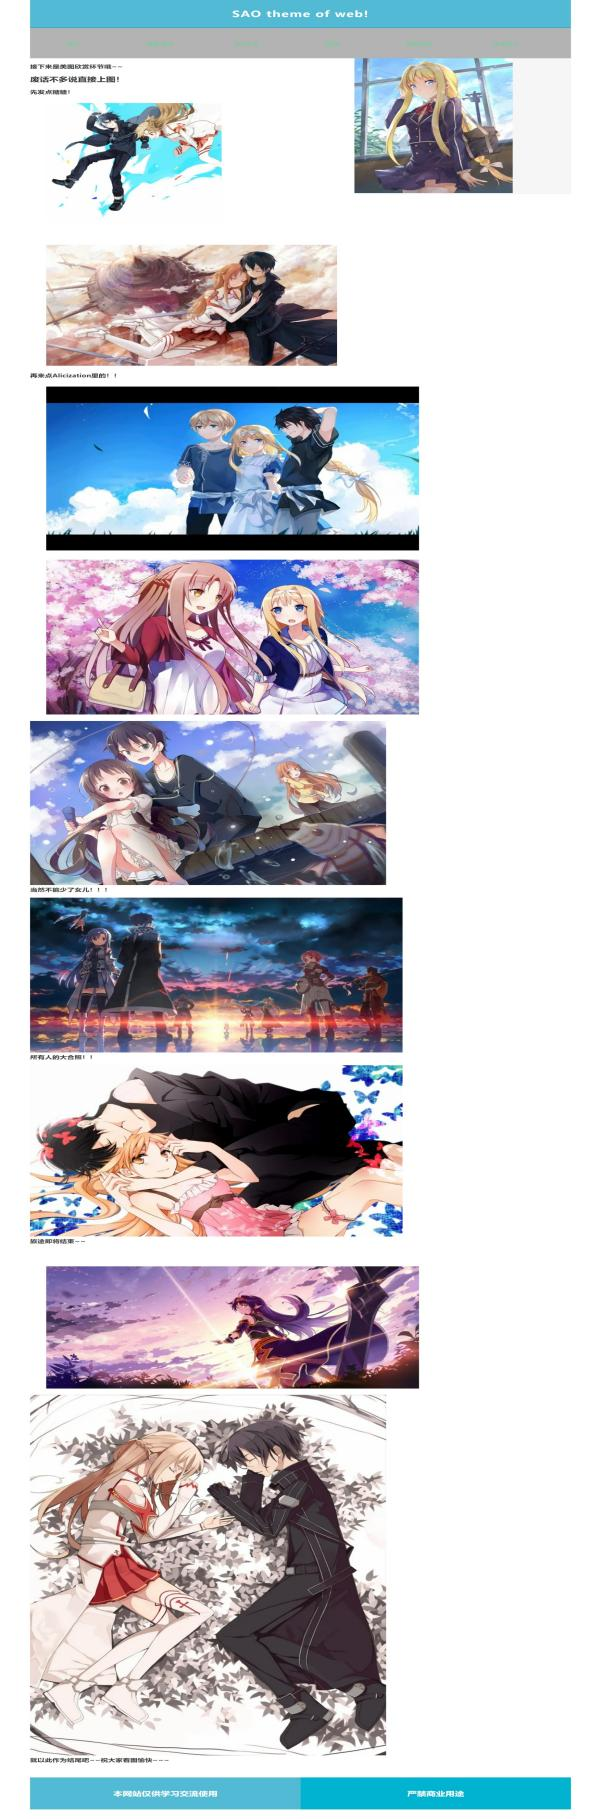 SAO theme of web!
接下来是美图欣赏环节哦~~
废话不多说直接上图！
先发点糖糖！
再来点Alicization里的！！
当然不能少了女儿！！！
所有人的大合照！！
旅途即将结束~~
就以此作为结尾吧~~祝大家看图愉快~~~
本网站仅供学习交流使用
严禁商业用途